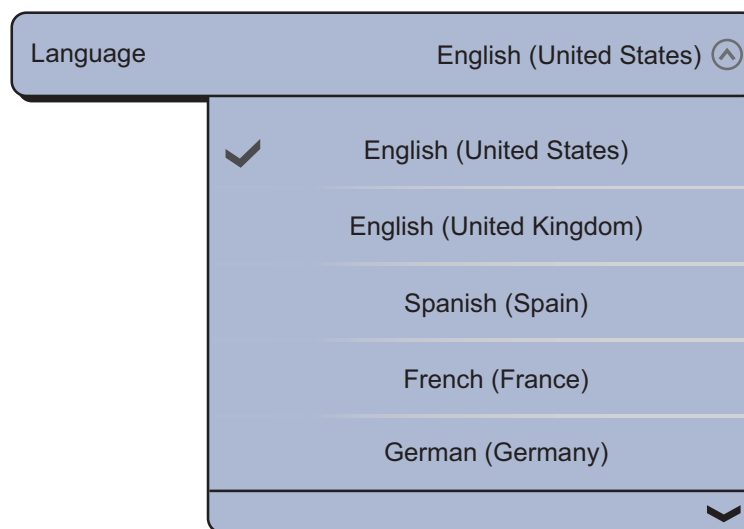 Language English (United States)
English (United States)
English (United Kingdom)
Spanish (Spain)
French (France)
German (Germany)